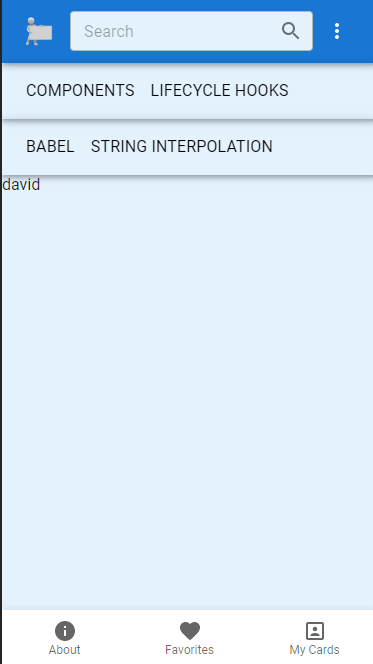 Search
COMPONENTS LIFECYCLE HOOKS
BABEL STRING INTERPOLATION
david
About Favorites My Cards